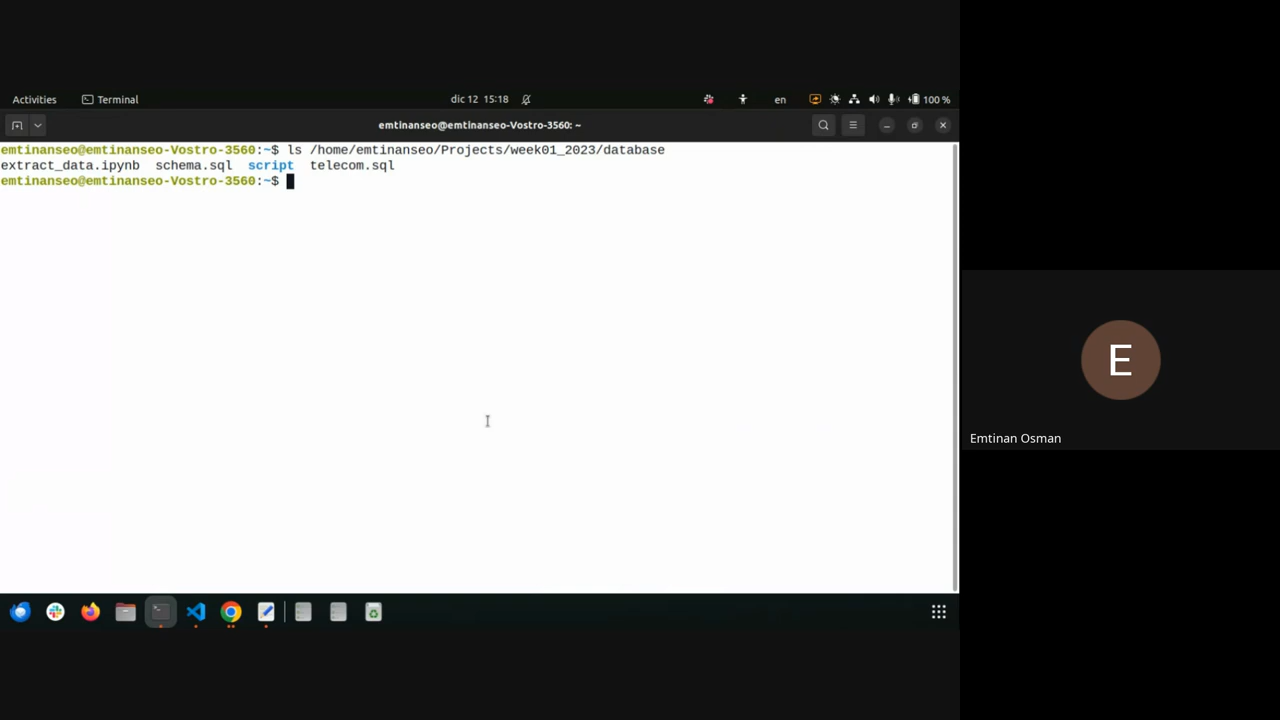 Activities Terminal dic 12 15:18 en 100 %
emtinanseo@emtinanseo-Vostro-3560: ~
emtinanseo@emtinanseo-Vostro-3560:~$ ls /home/emtinanseo/Projects/week01_2023/database
extract_data.ipynb schema.sql script telecom.sql
emtinanseo@emtinanseo-Vostro-3560:~$
E
Emtinan Osman